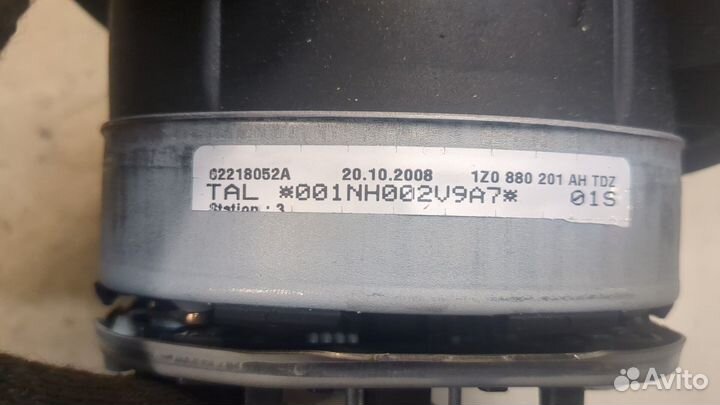 62218052A 20.10.2008 1Z0 880 201 AH TDZ
TAL *001NH002V9A7* 01S
Station : 3
Avito